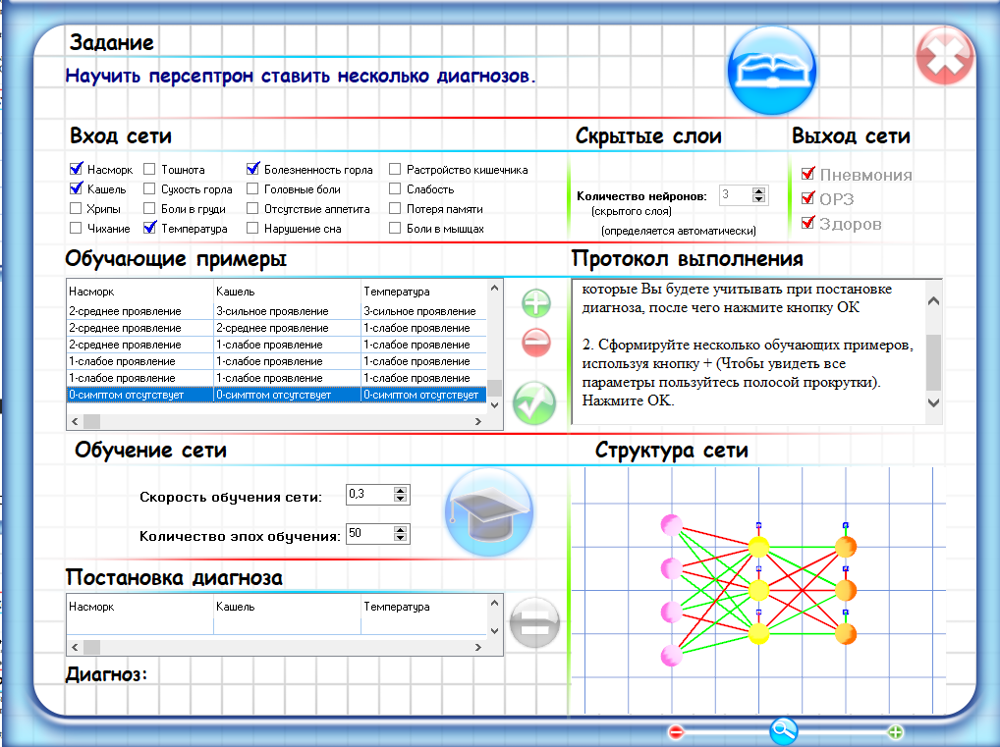 Задание
Научить персептрон ставить несколько диагнозов.
Вход сети
Насморк Тошнота Болезненность горла Растройство кишечника
Кашель Сухость горла Головные боли Слабость
Хрипы Боли в груди Отсутствие аппетита Потеря памяти
Чихание Температура Нарушение сна Боли в мышцах
Скрытые слои
Количество нейронов: 3
(скрытого слоя)
(определяется автоматически)
Выход сети
Пневмония
ОРЗ
Здоров
Обучающие примеры
Насморк Кашель Температура
2-среднее проявление 3-сильное проявление 3-сильное проявление
2-среднее проявление 2-среднее проявление 1-слабое проявление
2-среднее проявление 1-слабое проявление 1-слабое проявление
1-слабое проявление 1-слабое проявление 1-слабое проявление
1-слабое проявление 1-слабое проявление 1-слабое проявление
0-симптом отсутствует 0-симптом отсутствует 0-симптом отсутствует
Протокол выполнения
которые Вы будете учитывать при постановке
диагноза, после чего нажмите кнопку ОК
2. Сформируйте несколько обучающих примеров,
используя кнопку + (Чтобы увидеть все
параметры пользуйтесь полосой прокрутки).
Нажмите ОК.
Обучение сети
Скорость обучения сети: 0,3
Количество эпох обучения: 50
Структура сети
Постановка диагноза
Насморк Кашель Температура
Диагноз: